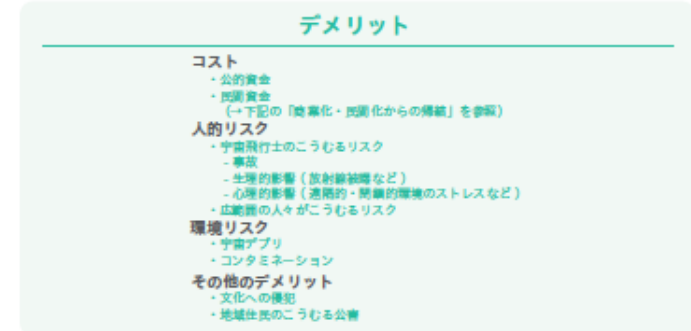 デメリット
コスト
・公的資金
・民間資金
（→下記の「商業化・民間化からの帰結」を参照）
人的リスク
・宇宙飛行士のこうむるリスク
- 事故
- 生理的影響（放射線被曝など）
- 心理的影響（遮隔的・閉鎖的環境のストレスなど）
・広範囲の人々がこうむるリスク
環境リスク
・宇宙デブリ
・コンタミネーション
その他のデメリット
・文化への侵犯
・地域住民のこうむる公害